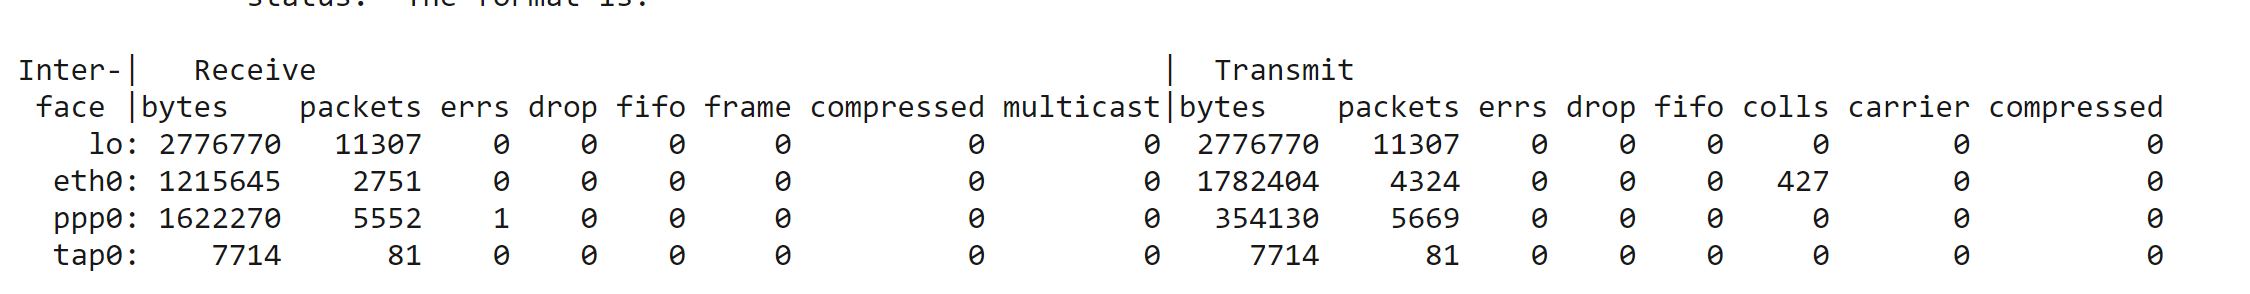 status.  The format is:
Inter-|   Receive                                                |  Transmit
 face |bytes    packets errs drop fifo frame compressed multicast|bytes    packets errs drop fifo colls carrier compressed
    lo: 2776770   11307    0    0    0     0          0         0  2776770   11307    0    0    0     0       0          0
  eth0: 1215645    2751    0    0    0     0          0         0  1782404    4324    0    0    0   427       0          0
  ppp0: 1622270    5552    1    0    0     0          0         0   354130    5669    0    0    0     0       0          0
  tap0:    7714      81    0    0    0     0          0         0     7714      81    0    0    0     0       0          0